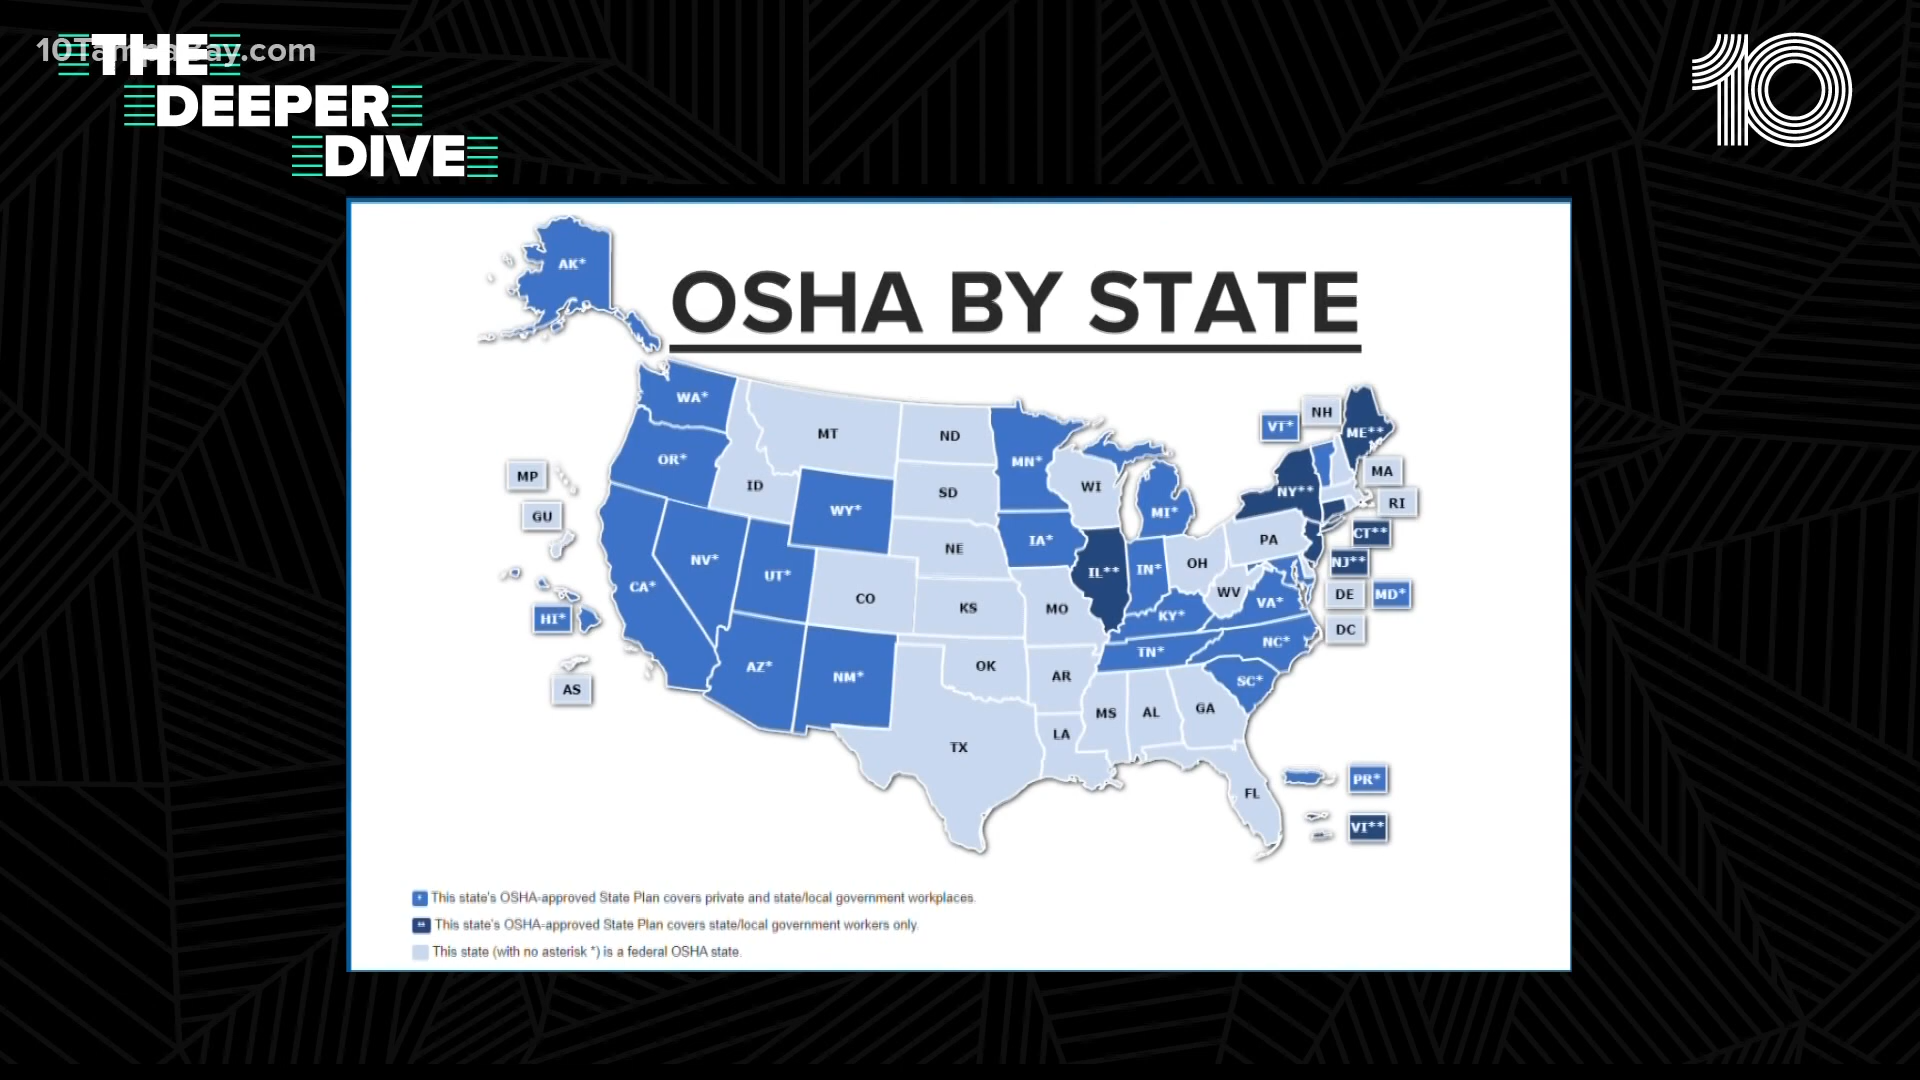 10TampaBay.com
THE
DEEPER
DIVE
10
OSHA BY STATE
AK*
WA*
MT
ND
MN*
VT*
NH
ME**
OR*
ID
SD
WI
MI*
NY**
MA
RI
MP
GU
WY*
NE
IA*
PA
CT**
NJ**
NV*
UT*
CO
KS
MO
IL**
IN*
OH
WV
VA*
DE
MD*
DC
CA*
HI*
KY*
NC*
TN*
AS
AZ*
NM*
OK
AR
SC*
MS
AL
GA
LA
TX
FL
PR*
VI**
* This state's OSHA-approved State Plan covers private and state/local government workplaces.
** This state's OSHA-approved State Plan covers state/local government workers only.
This state (with no asterisk *) is a federal OSHA state.